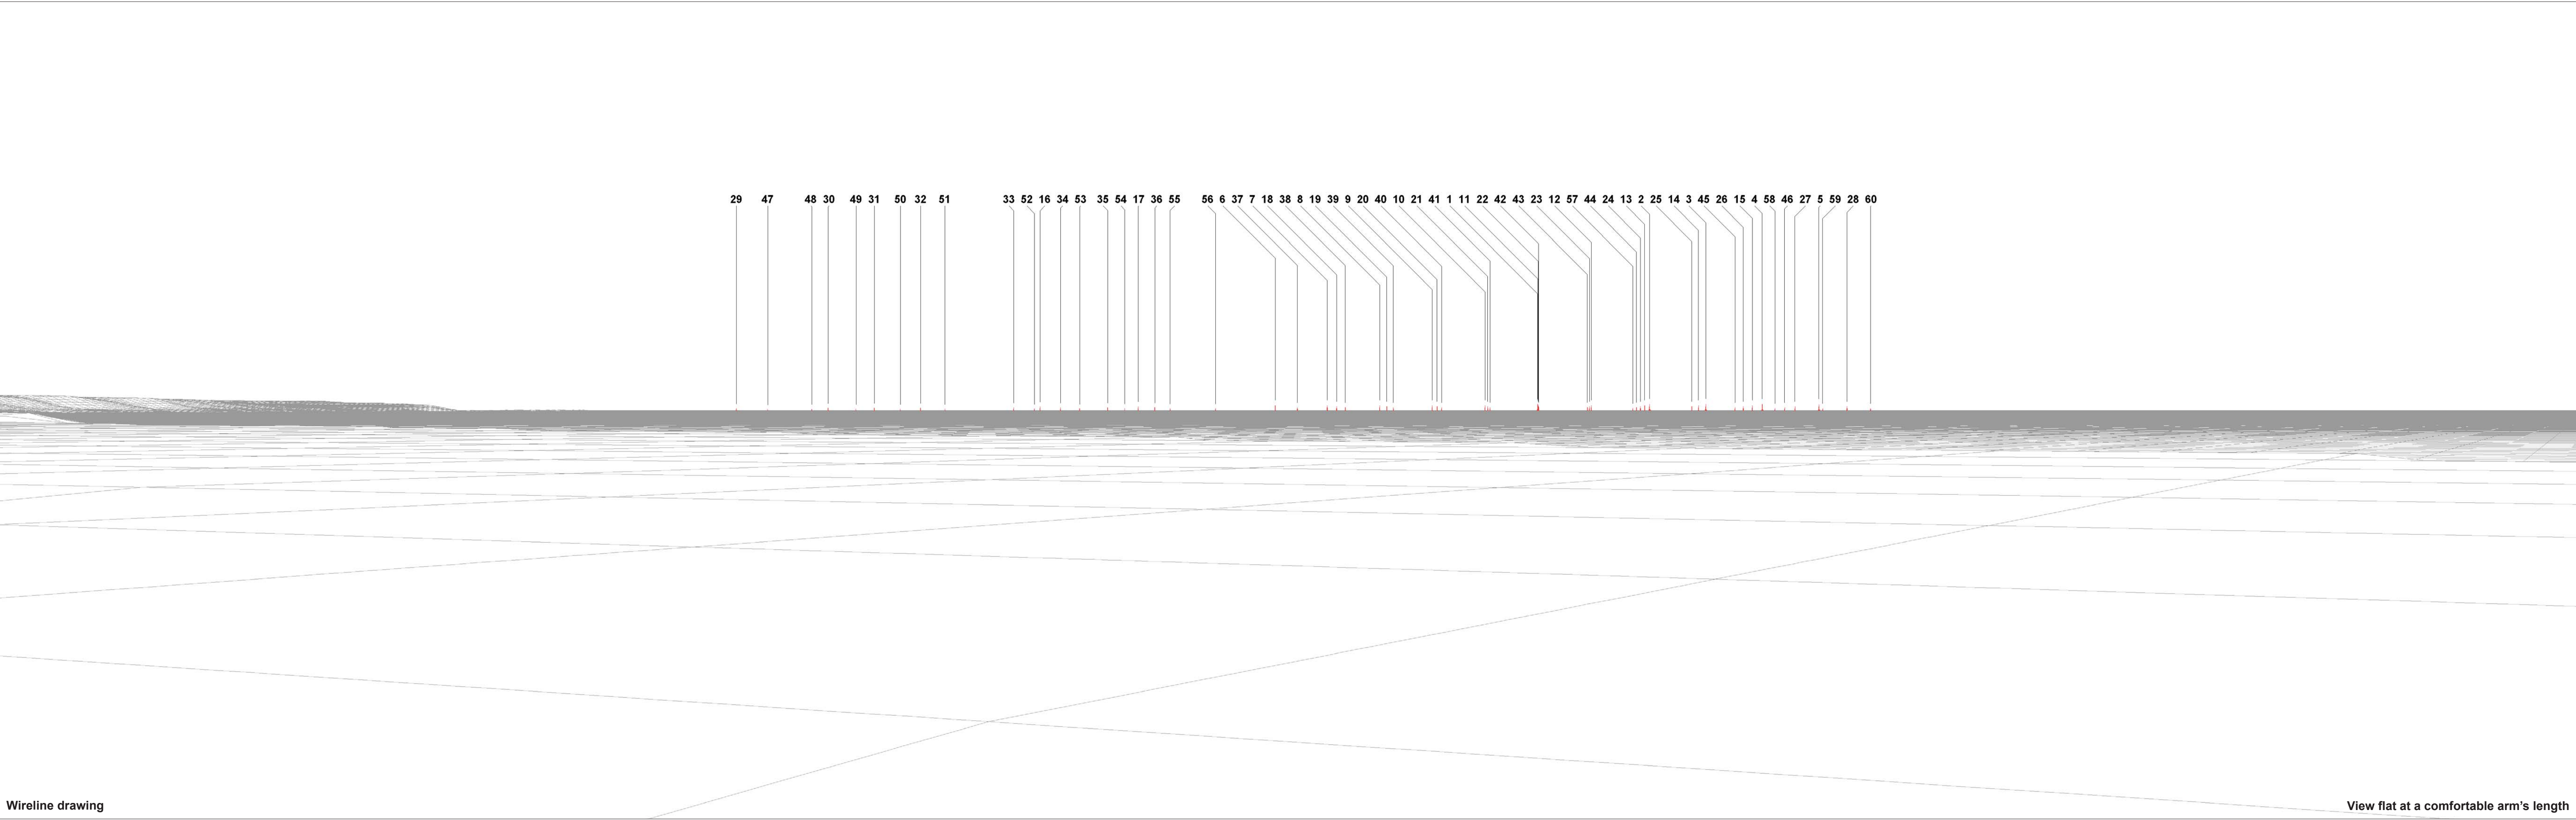 29 47 48 30 49 31 50 32 51 33 52 16 34 53 35 54 17 36 55 56 6 37 7 18 38 8 19 39 9 20 40 10 21 41 1 11 22 42 43 23 12 57 44 24 13 2 25 14 3 45 26 15 4 58 46 27 5 59 28 60
Wireline drawing
View flat at a comfortable arm’s length